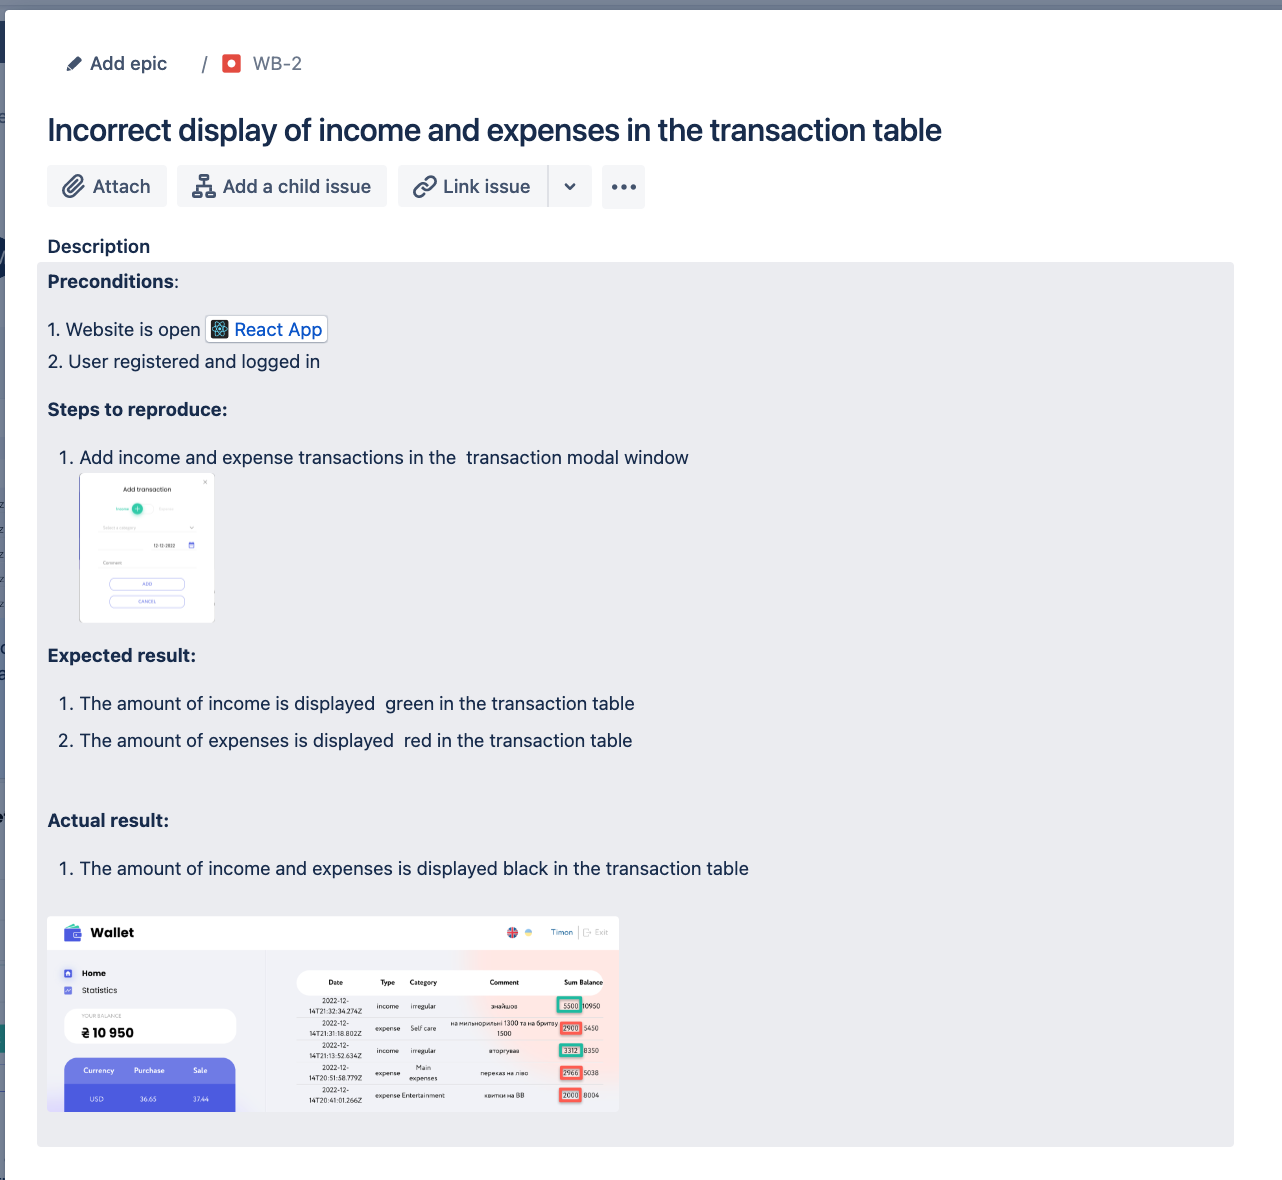 Add epic / WB-2
Incorrect display of income and expenses in the transaction table
Attach Add a child issue Link issue
Description
Preconditions:
1. Website is open React App
2. User registered and logged in
Steps to reproduce:
1. Add income and expense transactions in the transaction modal window
Add transaction
Income
Select a category
12-12-2022
Comment
ADD
CANCEL
Expected result:
1. The amount of income is displayed green in the transaction table
2. The amount of expenses is displayed red in the transaction table
Actual result:
1. The amount of income and expenses is displayed black in the transaction table
Wallet Timon Exit
Home
Statistics
YOUR BALANCE
₴ 10 950
Currency Purchase Sale
USD 36.65 37.44
Date Type Category Comment Sum Balance
2022-12-
14T21:32:34.274Z income irregular знайшов 5500 10950
2022-12-
14T21:31:18.802Z expense Self care на мильнорильні 1300 та на бритву
1500 2900 5450
2022-12-
14T21:13:52.634Z income irregular вторгував 3312 8350
2022-12-
14T20:51:58.779Z expense Main
expenses переказ на ліво 2966 5038
2022-12-
14T20:41:01.266Z expense Entertainment квитки на ВВ 2000 8004